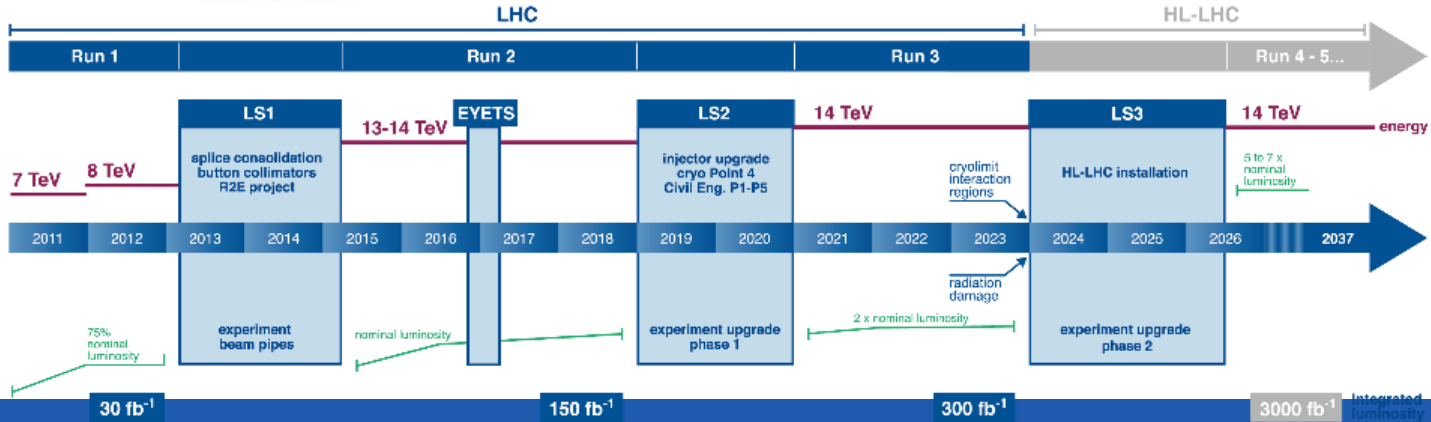 LHC
HL-LHC
Run 1
Run 2
Run 3
Run 4 - 5...
LS1
EYETS
LS2
LS3
7 TeV
8 TeV
13-14 TeV
14 TeV
14 TeV
energy
splice consolidation
button collimators
R2E project
injector upgrade
cryo Point 4
Civil Eng. P1-P5
cryolimit
interaction
regions
HL-LHC installation
5 to 7 x
nominal
luminosity
2011
2012
2013
2014
2015
2016
2017
2018
2019
2020
2021
2022
2023
2024
2025
2026
2037
radiation
damage
75%
nominal
luminosity
experiment
beam pipes
nominal luminosity
experiment upgrade
phase 1
2 x nominal luminosity
experiment upgrade
phase 2
30 fb⁻¹
150 fb⁻¹
300 fb⁻¹
3000 fb⁻¹
integrated
luminosity